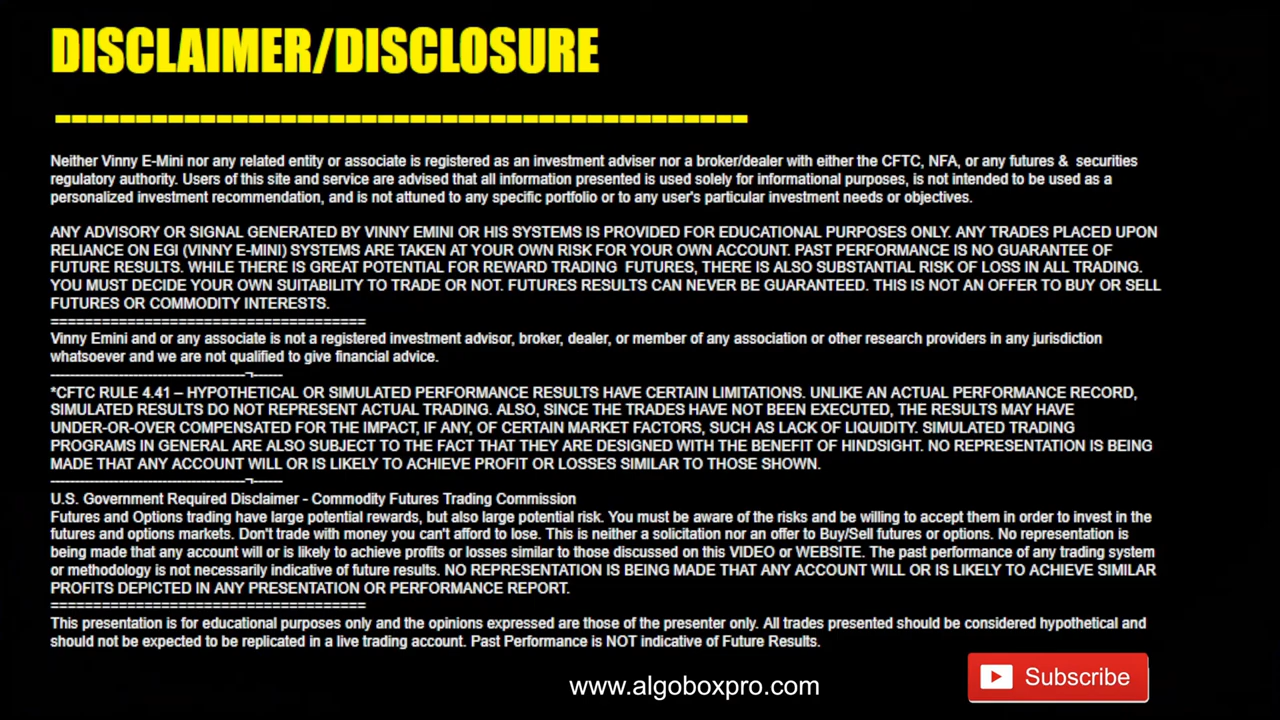 DISCLAIMER/DISCLOSURE
-------------------------------------------
Neither Vinny E-Mini nor any related entity or associate is registered as an investment adviser nor a broker/dealer with either the CFTC, NFA, or any futures & securities
regulatory authority. Users of this site and service are advised that all information presented is used solely for informational purposes, is not intended to be used as a
personalized investment recommendation, and is not attuned to any specific portfolio or to any user's particular investment needs or objectives.
ANY ADVISORY OR SIGNAL GENERATED BY VINNY EMINI OR HIS SYSTEMS IS PROVIDED FOR EDUCATIONAL PURPOSES ONLY. ANY TRADES PLACED UPON
RELIANCE ON EGI (VINNY E-MINI) SYSTEMS ARE TAKEN AT YOUR OWN RISK FOR YOUR OWN ACCOUNT. PAST PERFORMANCE IS NO GUARANTEE OF
FUTURE RESULTS. WHILE THERE IS GREAT POTENTIAL FOR REWARD TRADING FUTURES, THERE IS ALSO SUBSTANTIAL RISK OF LOSS IN ALL TRADING.
YOU MUST DECIDE YOUR OWN SUITABILITY TO TRADE OR NOT. FUTURES RESULTS CAN NEVER BE GUARANTEED. THIS IS NOT AN OFFER TO BUY OR SELL
FUTURES OR COMMODITY INTERESTS.
=====================================
Vinny Emini and or any associate is not a registered investment advisor, broker, dealer, or member of any association or other research providers in any jurisdiction
whatsoever and we are not qualified to give financial advice.
----------------------------------------¬------
*CFTC RULE 4.41 – HYPOTHETICAL OR SIMULATED PERFORMANCE RESULTS HAVE CERTAIN LIMITATIONS. UNLIKE AN ACTUAL PERFORMANCE RECORD,
SIMULATED RESULTS DO NOT REPRESENT ACTUAL TRADING. ALSO, SINCE THE TRADES HAVE NOT BEEN EXECUTED, THE RESULTS MAY HAVE
UNDER-OR-OVER COMPENSATED FOR THE IMPACT, IF ANY, OF CERTAIN MARKET FACTORS, SUCH AS LACK OF LIQUIDITY. SIMULATED TRADING
PROGRAMS IN GENERAL ARE ALSO SUBJECT TO THE FACT THAT THEY ARE DESIGNED WITH THE BENEFIT OF HINDSIGHT. NO REPRESENTATION IS BEING
MADE THAT ANY ACCOUNT WILL OR IS LIKELY TO ACHIEVE PROFIT OR LOSSES SIMILAR TO THOSE SHOWN.
----------------------------------------¬------
U.S. Government Required Disclaimer - Commodity Futures Trading Commission
Futures and Options trading have large potential rewards, but also large potential risk. You must be aware of the risks and be willing to accept them in order to invest in the
futures and options markets. Don't trade with money you can't afford to lose. This is neither a solicitation nor an offer to Buy/Sell futures or options. No representation is
being made that any account will or is likely to achieve profits or losses similar to those discussed on this VIDEO or WEBSITE. The past performance of any trading system
or methodology is not necessarily indicative of future results. NO REPRESENTATION IS BEING MADE THAT ANY ACCOUNT WILL OR IS LIKELY TO ACHIEVE SIMILAR
PROFITS DEPICTED IN ANY PRESENTATION OR PERFORMANCE REPORT.
=====================================
This presentation is for educational purposes only and the opinions expressed are those of the presenter only. All trades presented should be considered hypothetical and
should not be expected to be replicated in a live trading account. Past Performance is NOT indicative of Future Results.
www.algoboxpro.com
Subscribe